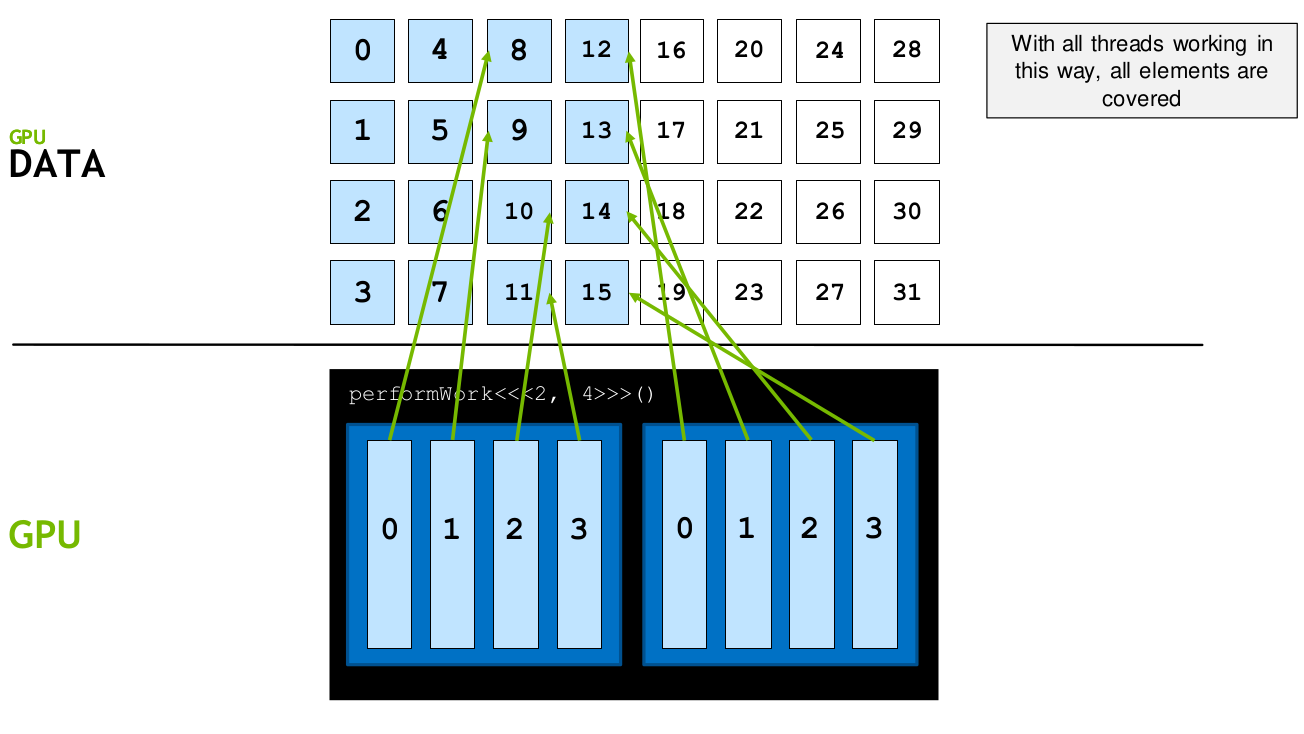 0 4 8 12 16 20 24 28
With all threads working in
this way, all elements are
covered
1 5 9 13 17 21 25 29
GPU
DATA
2 6 10 14 18 22 26 30
3 7 11 15 19 23 27 31
performWork<<<2, 4>>>()
GPU
0 1 2 3 0 1 2 3